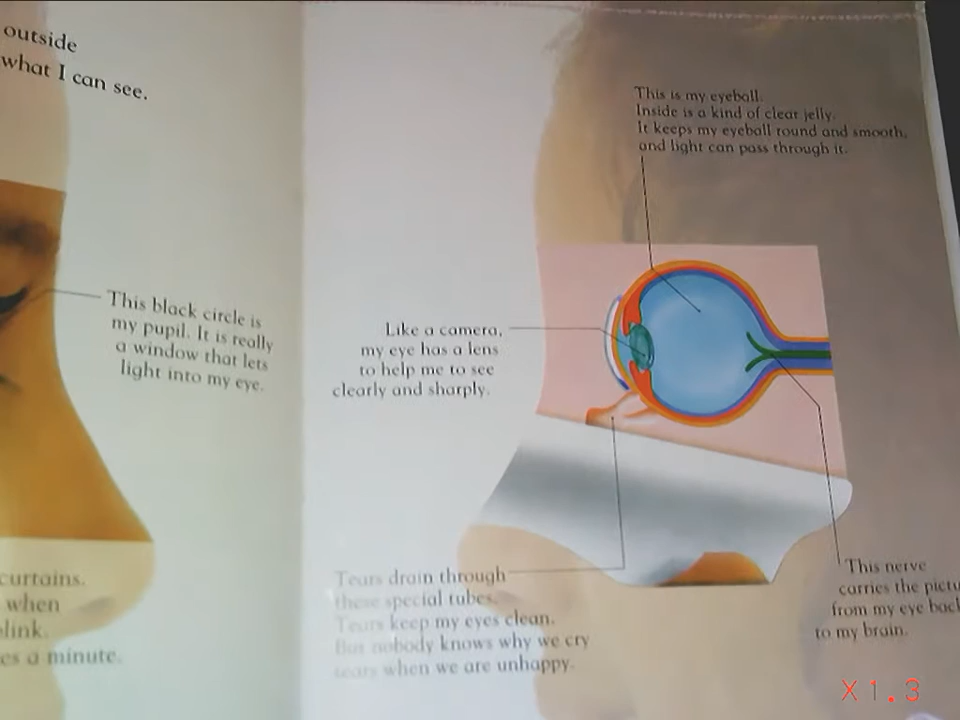 outside
what I can see.
This black circle is
my pupil. It is really
a window that lets
light into my eye.
curtains.
when
blink.
es a minute.
This is my eyeball.
Inside is a kind of clear jelly.
It keeps my eyeball round and smooth,
and light can pass through it.
Like a camera,
my eye has a lens
to help me to see
clearly and sharply.
Tears drain through
these special tubes.
Tears keep my eyes clean.
But nobody knows why we cry
tears when we are unhappy.
This nerve
carries the pictu
from my eye back
to my brain.
X1.3